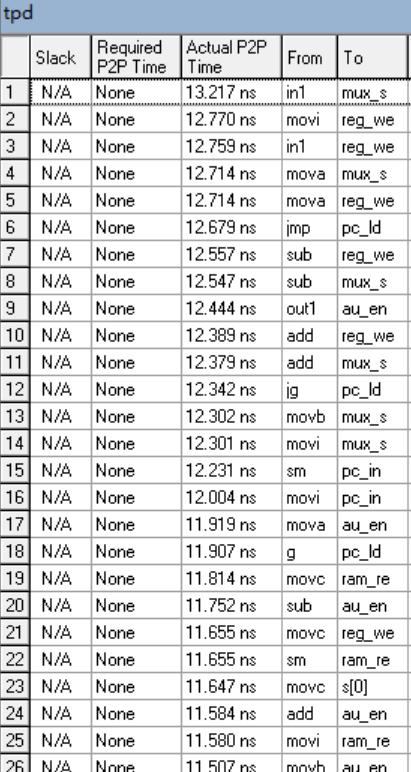 tpd
Slack Required P2P Time Actual P2P Time From To
1 N/A None 13.217 ns in1 mux_s
2 N/A None 12.770 ns movi reg_we
3 N/A None 12.759 ns in1 reg_we
4 N/A None 12.714 ns mova mux_s
5 N/A None 12.714 ns mova reg_we
6 N/A None 12.679 ns jmp pc_ld
7 N/A None 12.557 ns sub reg_we
8 N/A None 12.547 ns sub mux_s
9 N/A None 12.444 ns out1 au_en
10 N/A None 12.389 ns add reg_we
11 N/A None 12.379 ns add mux_s
12 N/A None 12.342 ns jg pc_ld
13 N/A None 12.302 ns movb mux_s
14 N/A None 12.301 ns movi mux_s
15 N/A None 12.231 ns sm pc_in
16 N/A None 12.004 ns movi pc_in
17 N/A None 11.919 ns mova au_en
18 N/A None 11.907 ns g pc_ld
19 N/A None 11.814 ns movc ram_re
20 N/A None 11.752 ns sub au_en
21 N/A None 11.655 ns movc reg_we
22 N/A None 11.655 ns sm ram_re
23 N/A None 11.647 ns movc s[0]
24 N/A None 11.584 ns add au_en
25 N/A None 11.580 ns movi ram_re
26 N/A None 11.507 ns movb au_en